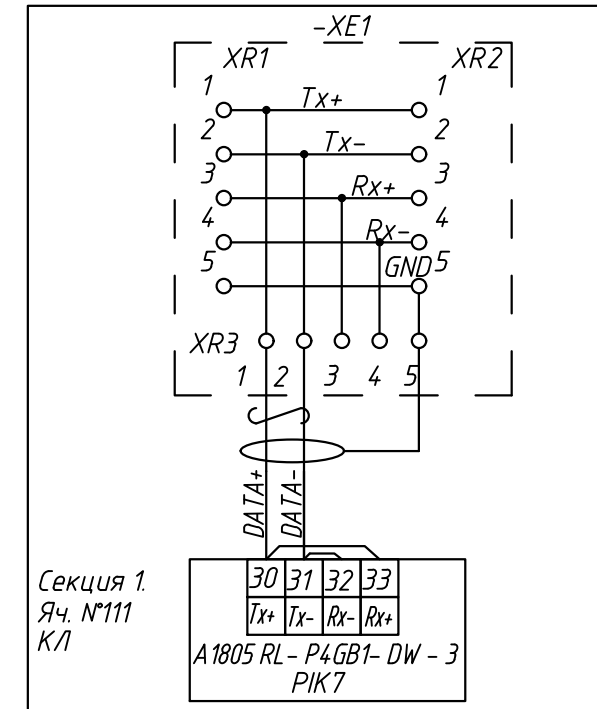 -XE1
XR1 XR2
1 Tx+ 1
2 Tx- 2
3 Rx+ 3
4 Rx- 4
5 GND 5
XR3
1 2 3 4 5
DATA+
DATA-
30 31 32 33
Tx+ Tx- Rx- Rx+
A1805 RL-P4GB1-DW-3
PIK7
Секция 1.
Яч. №111
КЛ